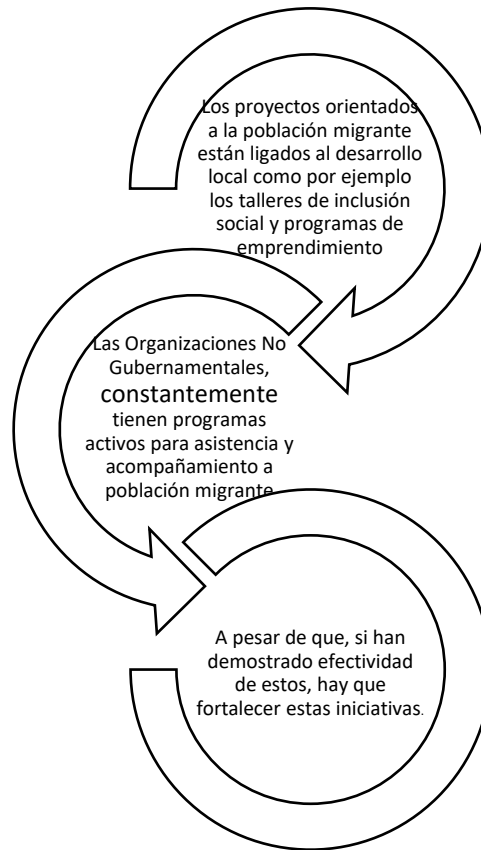 Los proyectos orientados
a la población migrante
están ligados al desarrollo
local como por ejemplo
los talleres de inclusión
social y programas de
emprendimiento
Las Organizaciones No
Gubernamentales,
constantemente
tienen programas
activos para asistencia y
acompañamiento a
población migrante
A pesar de que, si han
demostrado efectividad
de estos, hay que
fortalecer estas iniciativas.